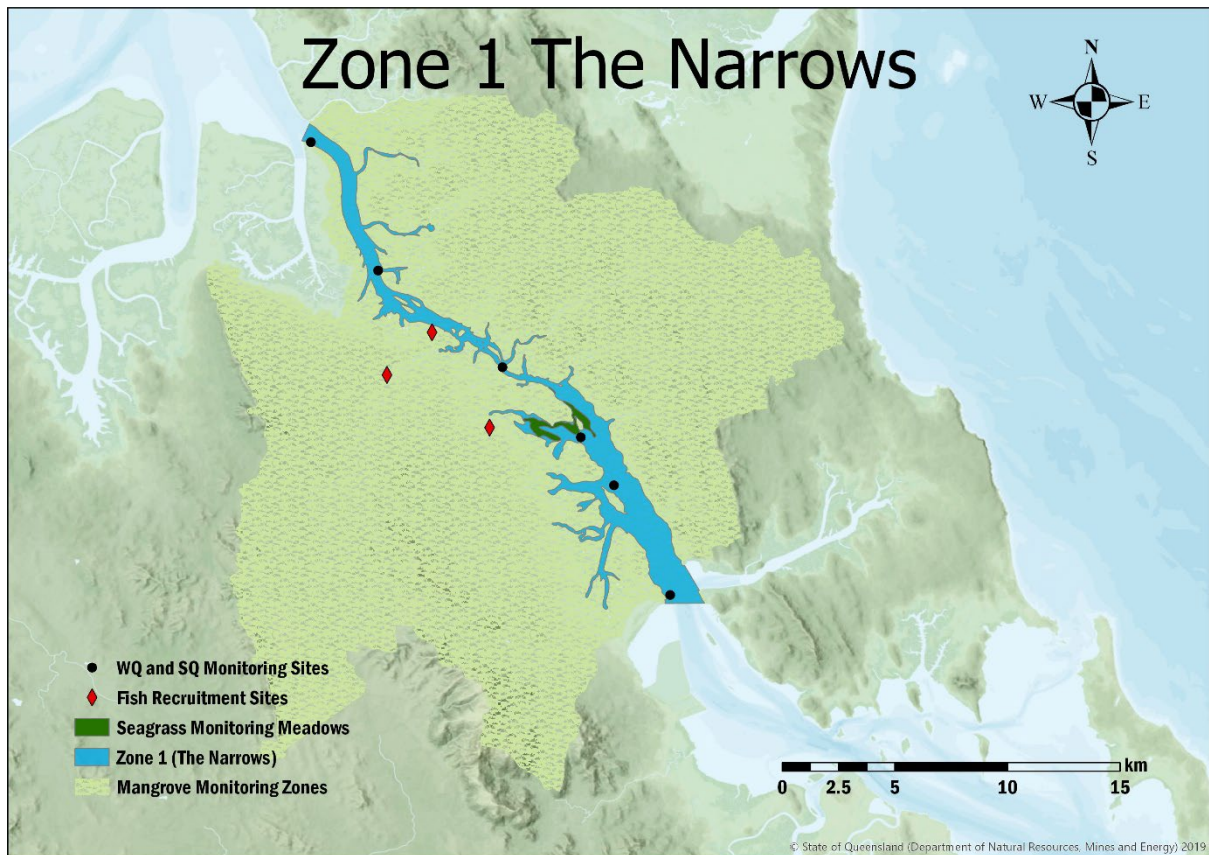 Zone 1 The Narrows
N
W E
S
WQ and SQ Monitoring Sites
Fish Recruitment Sites
Seagrass Monitoring Meadows
Zone 1 (The Narrows)
Mangrove Monitoring Zones
km
0 2.5 5 10 15
© State of Queensland (Department of Natural Resources, Mines and Energy) 2019